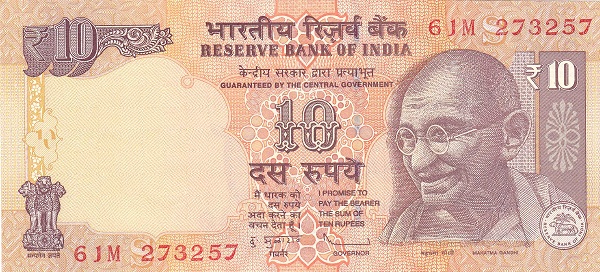 ₹10
भारतीय रिज़र्व बैंक
6JM 273257
RESERVE BANK OF INDIA
केन्द्रीय सरकार द्वारा प्रत्याभूत
GUARANTEED BY THE CENTRAL GOVERNMENT
10
₹10
दस रुपये
मैं धारक को
दस रुपये
अदा करने का
वचन देता हूँ
I PROMISE TO
PAY THE BEARER
THE SUM OF
TEN RUPEES
गवर्नर
GOVERNOR
सत्यमेव जयते
महात्मा गांधी
MAHATMA GANDHI
6JM 273257